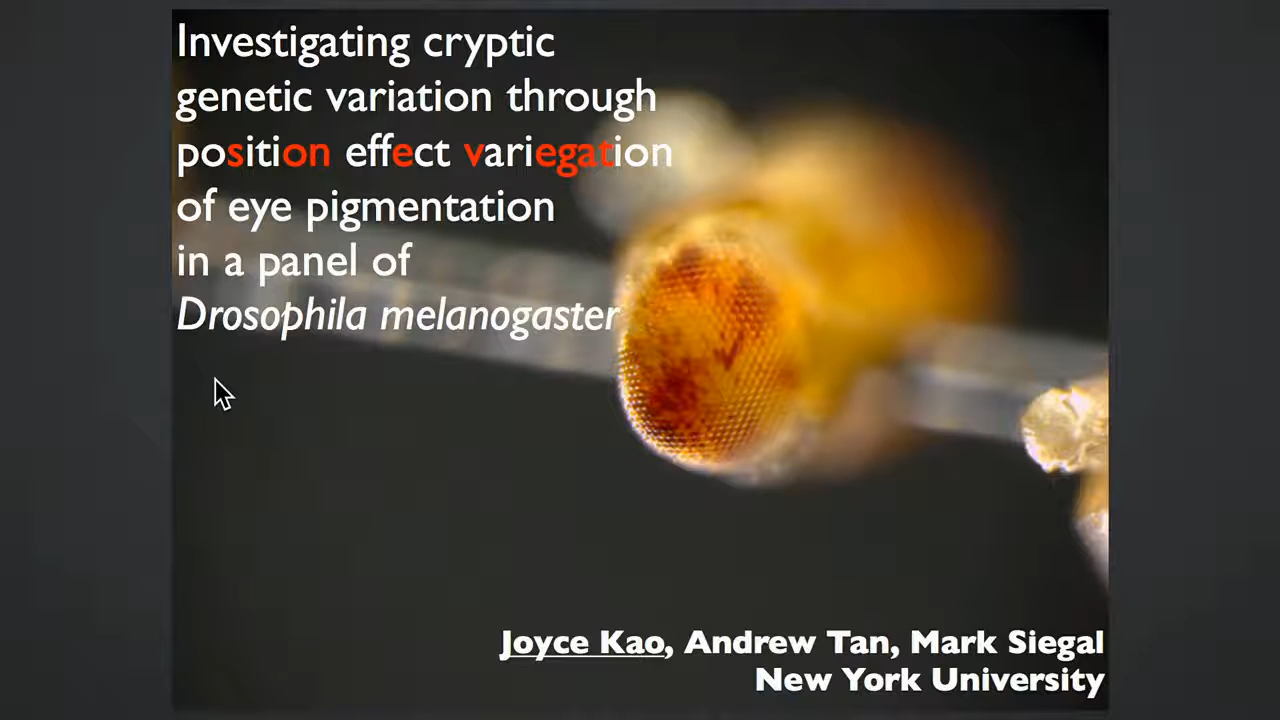 Investigating cryptic
genetic variation through
position effect variegation
of eye pigmentation
in a panel of
Drosophila melanogaster
Joyce Kao, Andrew Tan, Mark Siegal
New York University